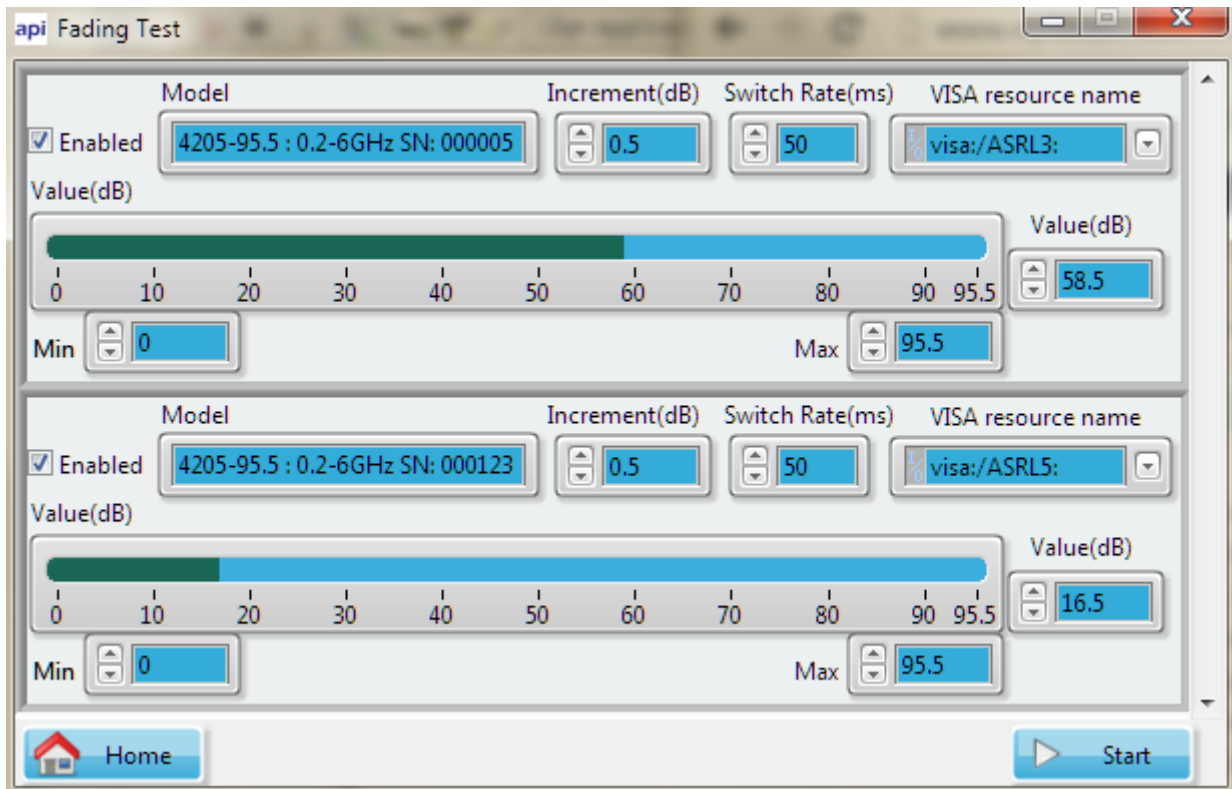 api Fading Test
Model Increment(dB) Switch Rate(ms) VISA resource name
Enabled 4205-95.5 : 0.2-6GHz SN: 000005 0.5 50 I/O visa:/ASRL3:
Value(dB)
Value(dB)
0 10 20 30 40 50 60 70 80 90 95.5 58.5
Min 0 Max 95.5
Model Increment(dB) Switch Rate(ms) VISA resource name
Enabled 4205-95.5 : 0.2-6GHz SN: 000123 0.5 50 I/O visa:/ASRL5:
Value(dB)
Value(dB)
0 10 20 30 40 50 60 70 80 90 95.5 16.5
Min 0 Max 95.5
Home Start